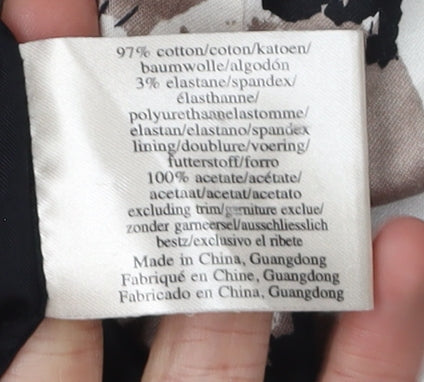 97% cotton/coton/katoen/
baumwolle/algodón
3% elastane/spandex/
élasthanne/
polyurethaanelastomme/
elastan/elastano/spandex
lining/doublure/voering/
futterstoff/forro
100% acetate/acétate/
acetaat/acetat/acetato
excluding trim/garniture exclue/
zonder garneersel/ausschliesslich
bestz/exclusivo el ribete
Made in China, Guangdong
Fabriqué en Chine, Guangdong
Fabricado en China, Guangdong